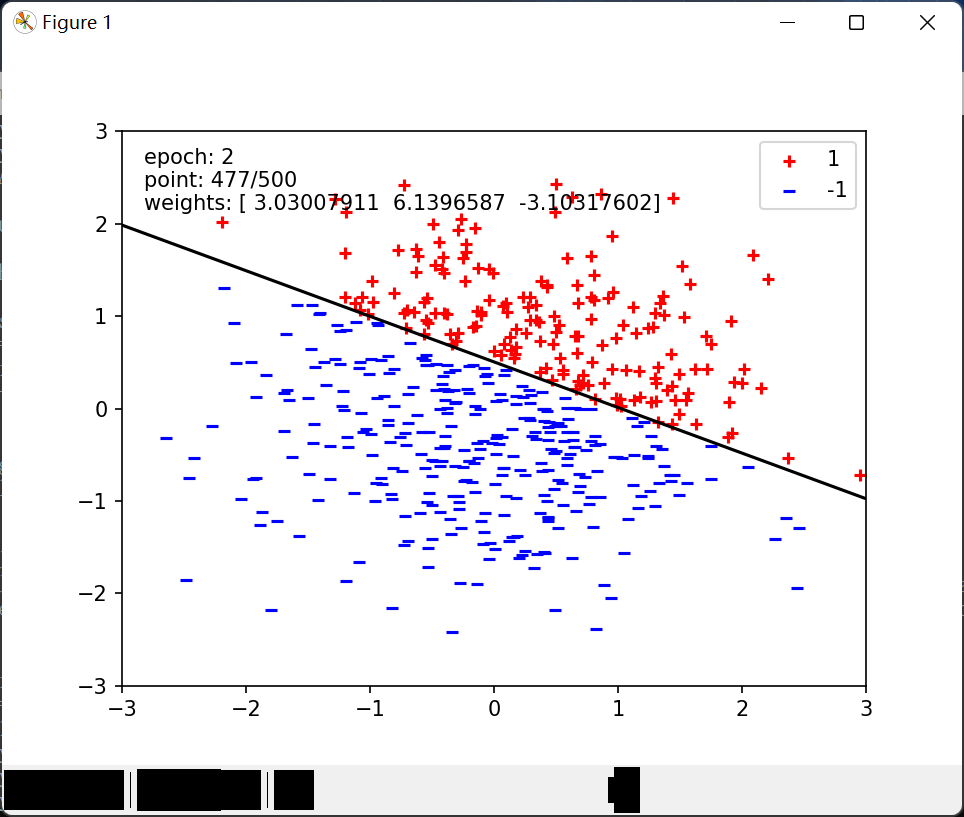 Figure 1
3
epoch: 2
point: 477/500
weights: [ 3.03007911 6.1396587 -3.10317602]
1
-1
2
1
0
−1
−2
−3
−3 −2 −1 0 1 2 3